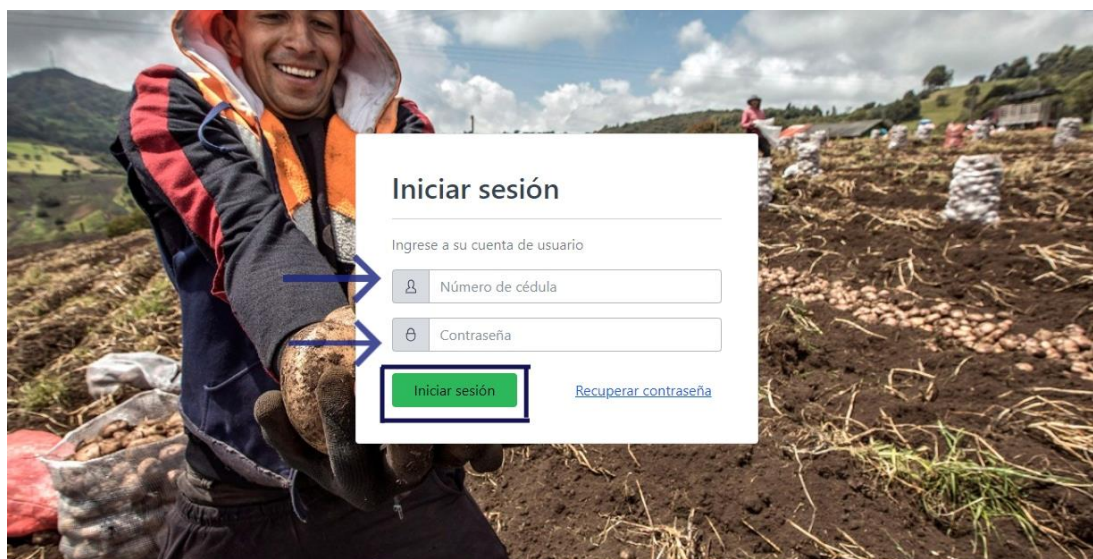 Iniciar sesión
Ingrese a su cuenta de usuario
Número de cédula
Contraseña
Iniciar sesión
Recuperar contraseña